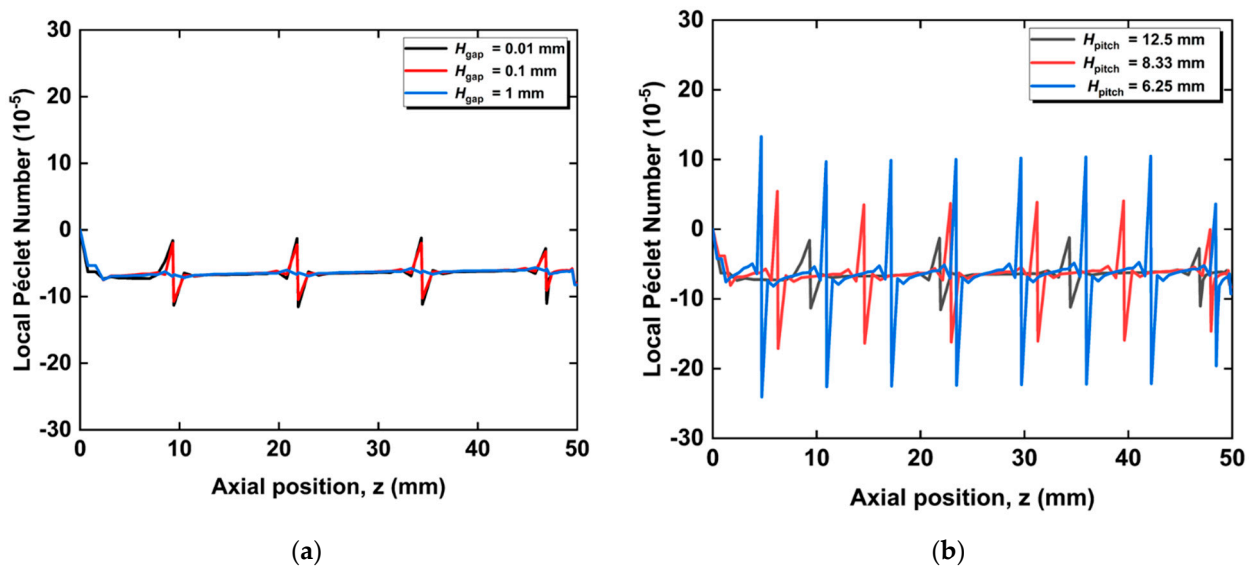 30
20
10
0
-10
-20
-30
0
10
20
30
40
50
Local Péclet Number (10⁻⁵)
Axial position, z (mm)
H_gap = 0.01 mm
H_gap = 0.1 mm
H_gap = 1 mm
(a)
30
20
10
0
-10
-20
-30
0
10
20
30
40
50
Local Péclet Number (10⁻⁵)
Axial position, z (mm)
H_pitch = 12.5 mm
H_pitch = 8.33 mm
H_pitch = 6.25 mm
(b)